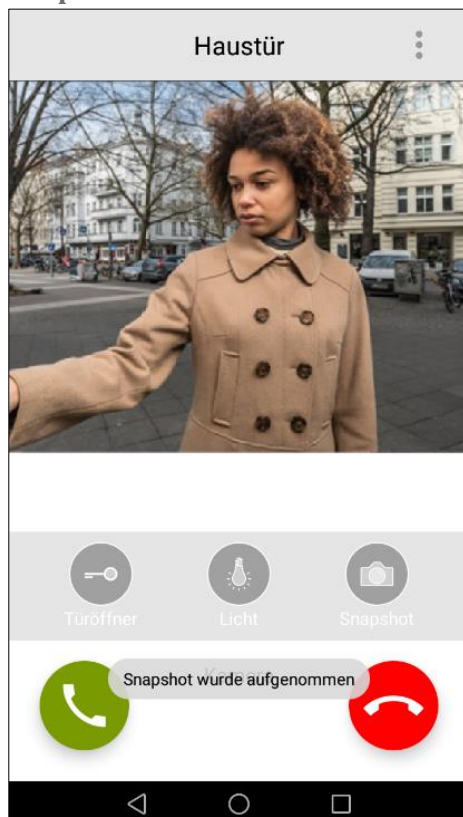 Haustür
Türöffner
Licht
Snapshot
Snapshot wurde aufgenommen